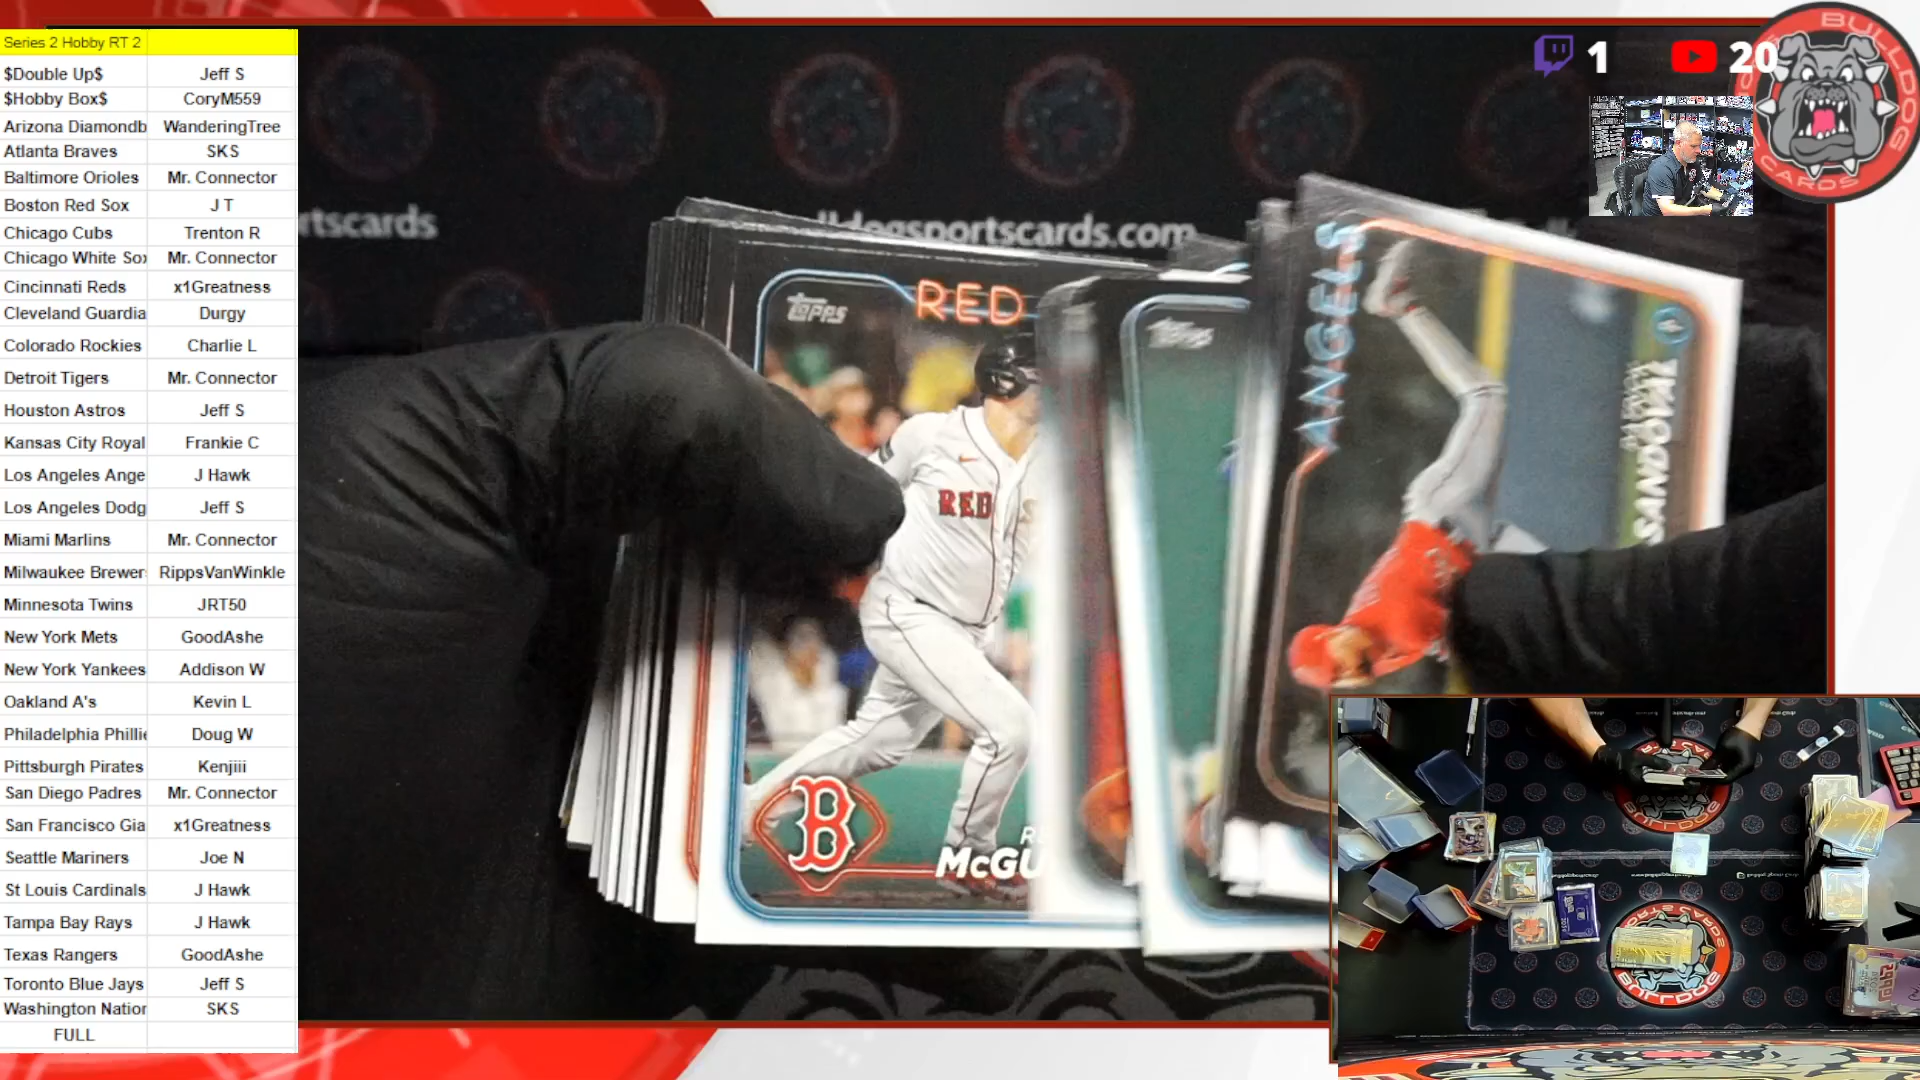 Series 2 Hobby RT 2
$Double Up$ Jeff S
$Hobby Box$ CoryM559
Arizona Diamondb WanderingTree
Atlanta Braves SKS
Baltimore Orioles Mr. Connector
Boston Red Sox J T
Chicago Cubs Trenton R
Chicago White Sox Mr. Connector
Cincinnati Reds x1Greatness
Cleveland Guardia Durgy
Colorado Rockies Charlie L
Detroit Tigers Mr. Connector
Houston Astros Jeff S
Kansas City Royal Frankie C
Los Angeles Ange J Hawk
Los Angeles Dodg Jeff S
Miami Marlins Mr. Connector
Milwaukee Brewer RippsVanWinkle
Minnesota Twins JRT50
New York Mets GoodAshe
New York Yankees Addison W
Oakland A's Kevin L
Philadelphia Phillie Doug W
Pittsburgh Pirates Kenjiii
San Diego Padres Mr. Connector
San Francisco Gia x1Greatness
Seattle Mariners Joe N
St Louis Cardinals J Hawk
Tampa Bay Rays J Hawk
Texas Rangers GoodAshe
Toronto Blue Jays Jeff S
Washington Nation SKS
FULL
1
20
BULLDOG
CARDS
rtscards
lldogsportscards.com
Topps
RED
RED
B
McGU
Topps
ANGELS
SANDOVAL
BULLDOG